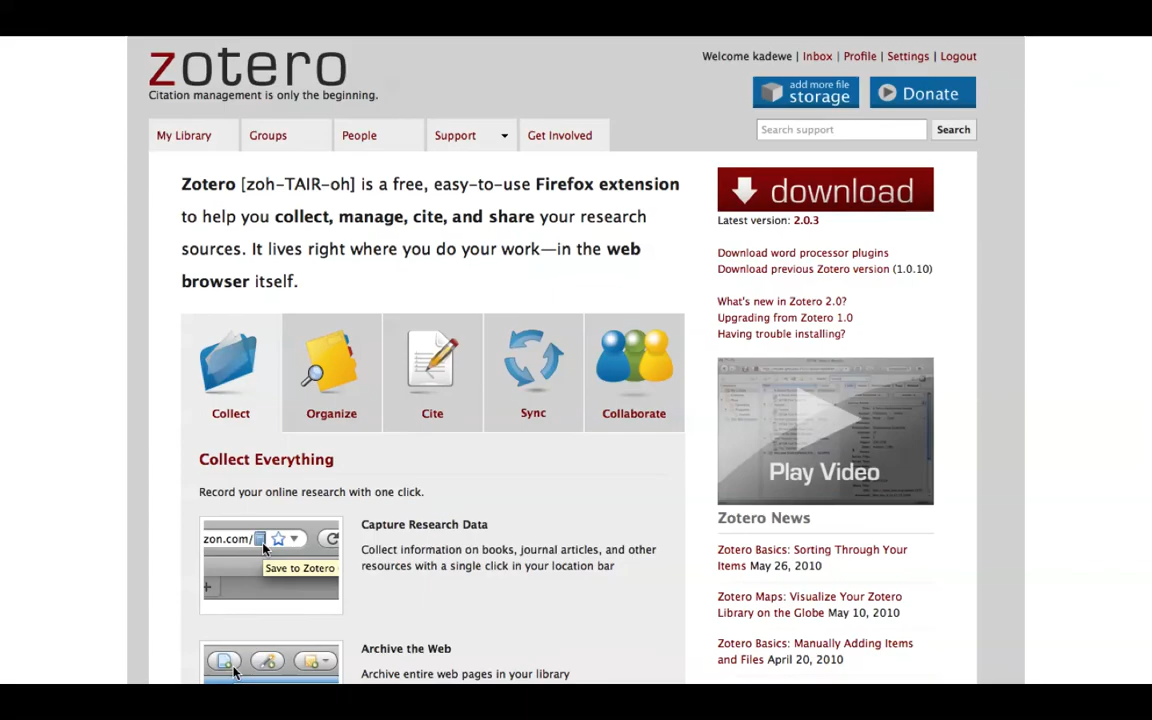 zotero
Citation management is only the beginning.
Welcome kadewe | Inbox | Profile | Settings | Logout
add more file
storage
Donate
My Library
Groups
People
Support
Get Involved
Search support
Search
Zotero [zoh-TAIR-oh] is a free, easy-to-use Firefox extension
to help you collect, manage, cite, and share your research
sources. It lives right where you do your work—in the web
browser itself.
Collect
Organize
Cite
Sync
Collaborate
Collect Everything
Record your online research with one click.
zon.com/
Save to Zotero
Capture Research Data
Collect information on books, journal articles, and other
resources with a single click in your location bar
Archive the Web
Archive entire web pages in your library
download
Latest version: 2.0.3
Download word processor plugins
Download previous Zotero version (1.0.10)
What's new in Zotero 2.0?
Upgrading from Zotero 1.0
Having trouble installing?
Play Video
Zotero News
Zotero Basics: Sorting Through Your
Items May 26, 2010
Zotero Maps: Visualize Your Zotero
Library on the Globe May 10, 2010
Zotero Basics: Manually Adding Items
and Files April 20, 2010